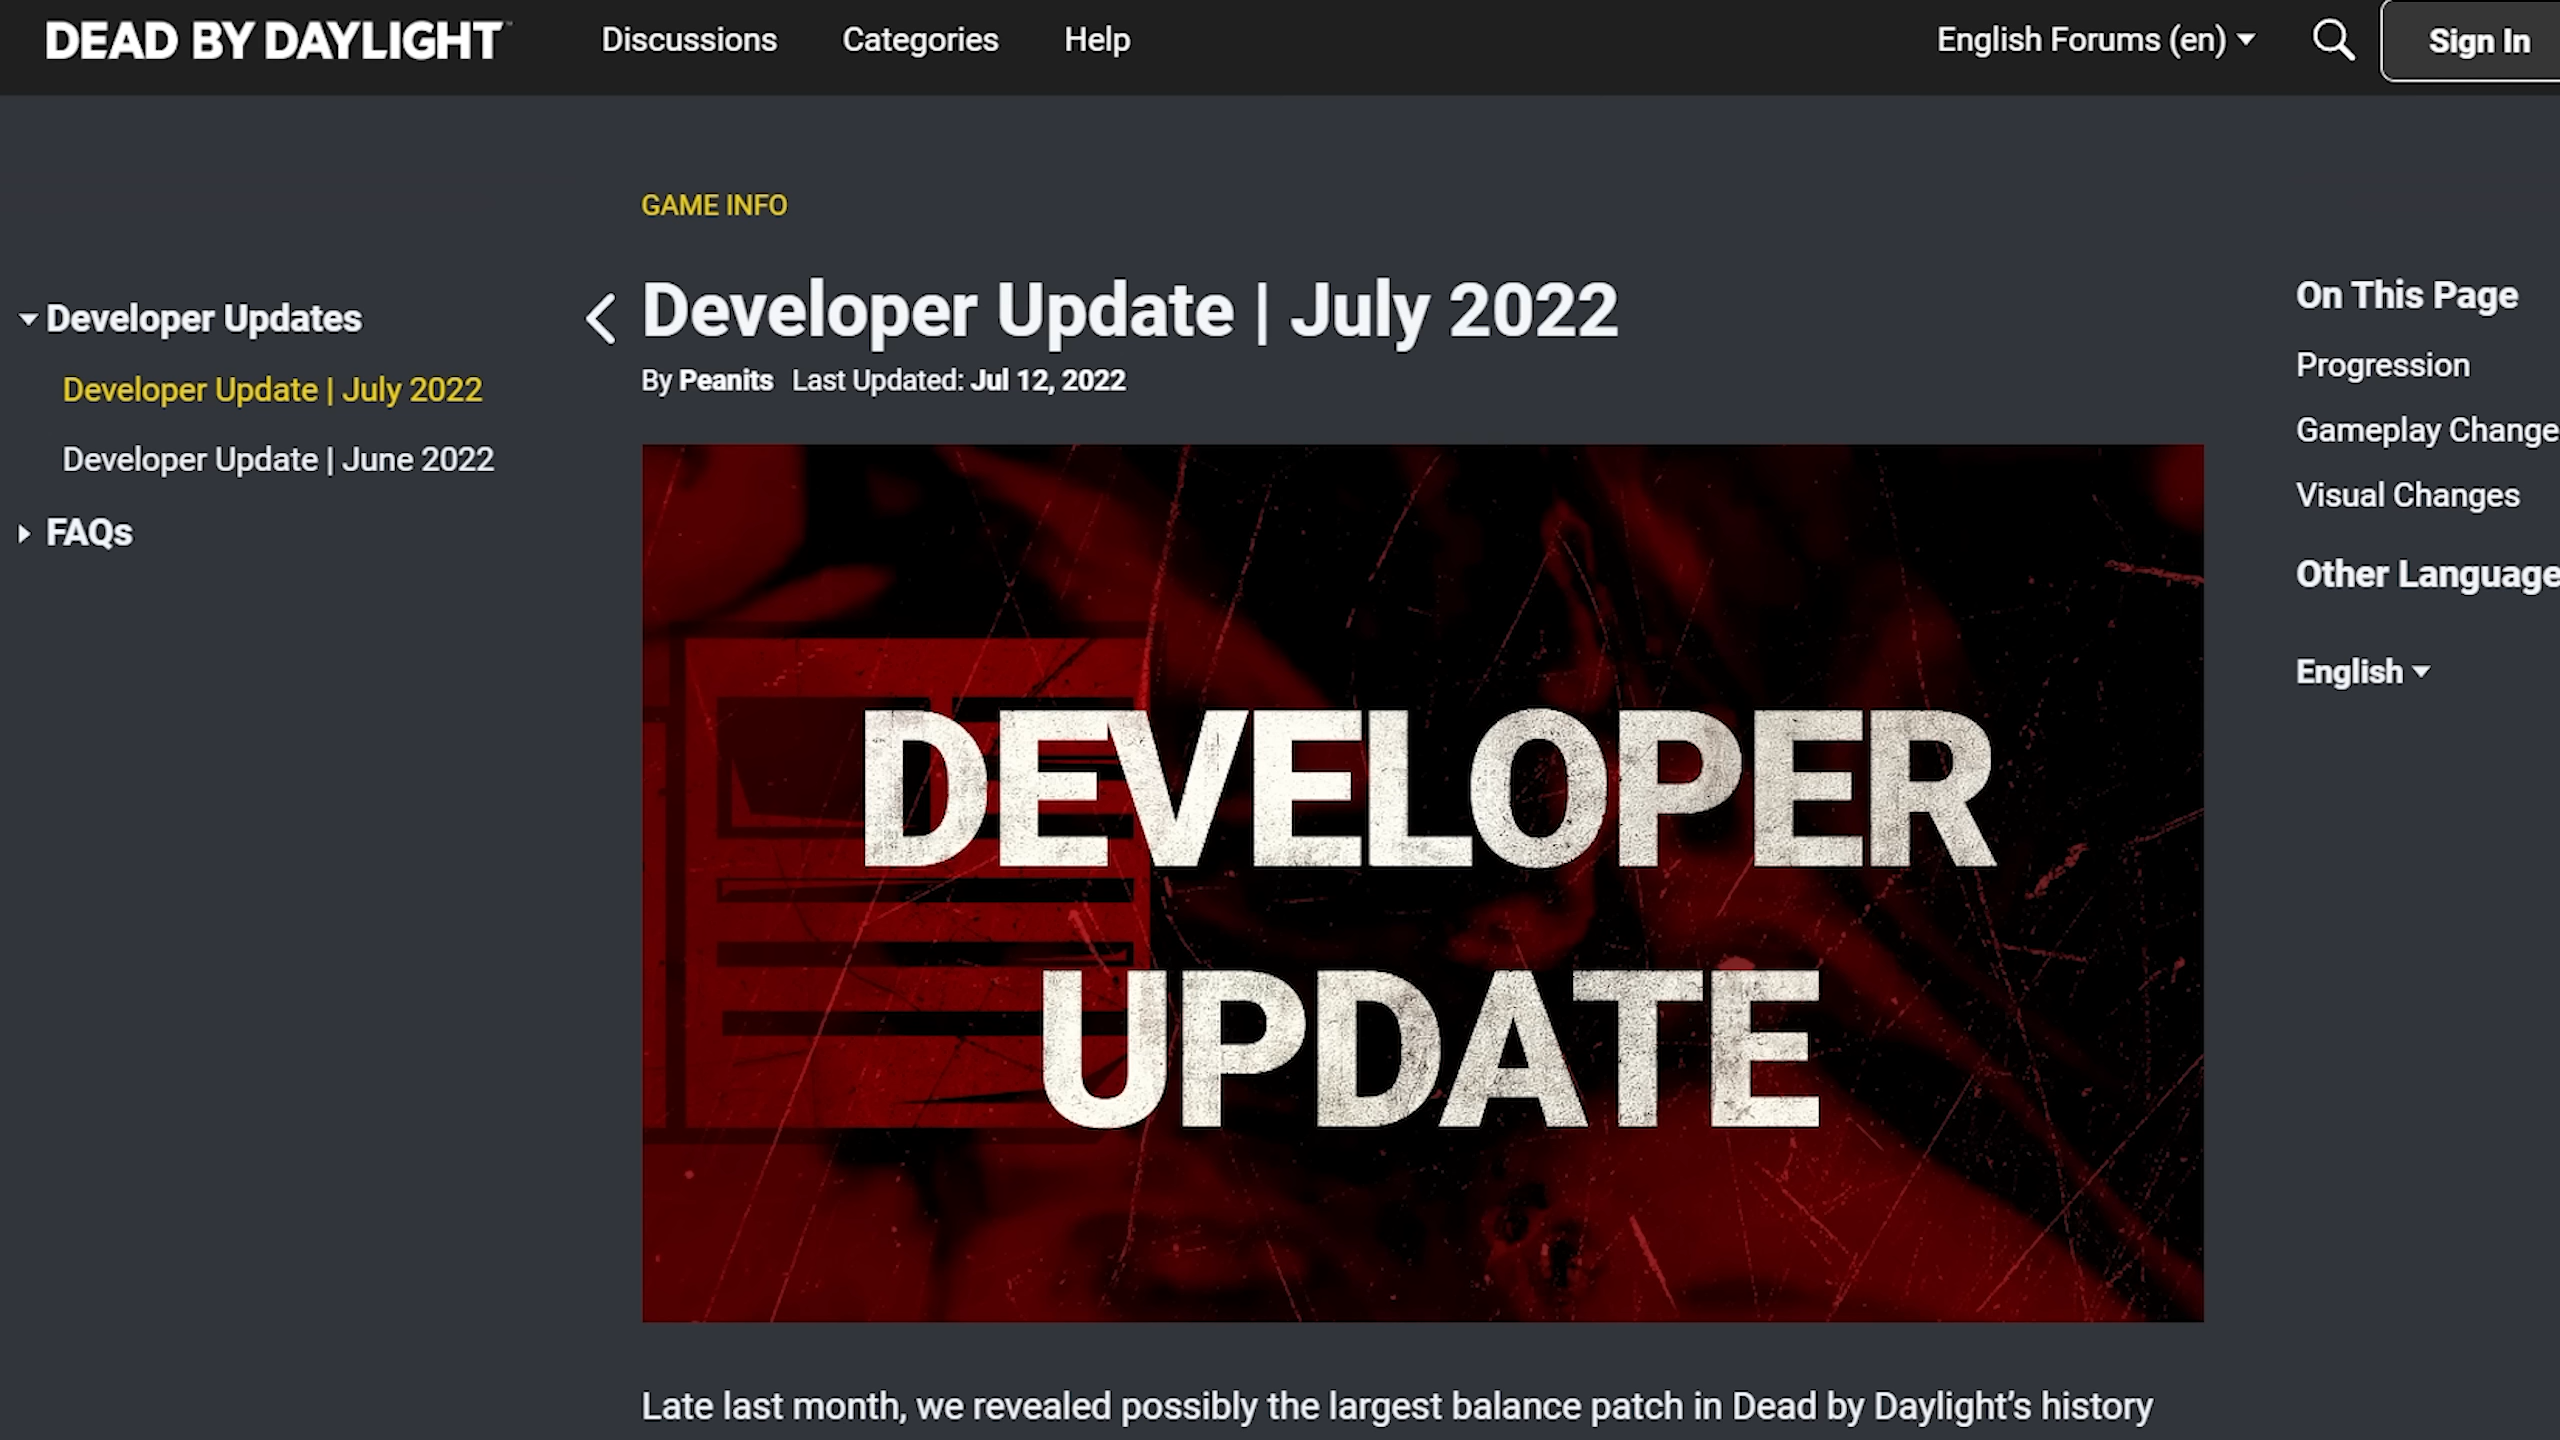 DEAD BY DAYLIGHT™
Discussions
Categories
Help
English Forums (en)
Sign In
GAME INFO
Developer Updates
Developer Update | July 2022
Developer Update | June 2022
FAQs
Developer Update | July 2022
By Peanits Last Updated: Jul 12, 2022
DEVELOPER
UPDATE
Late last month, we revealed possibly the largest balance patch in Dead by Daylight’s history
On This Page
Progression
Gameplay Change
Visual Changes
Other Language
English